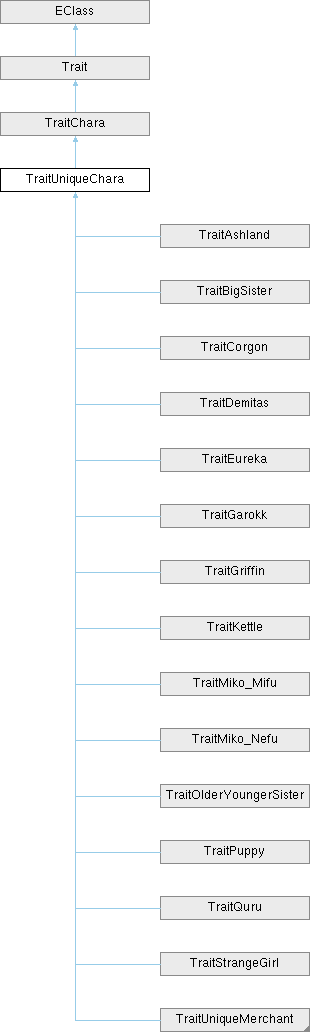 EClass
Trait
TraitChara
TraitUniqueChara
TraitAshland
TraitBigSister
TraitCorgon
TraitDemitas
TraitEureka
TraitGarokk
TraitGriffin
TraitKettle
TraitMiko_Mifu
TraitMiko_Nefu
TraitOlderYoungerSister
TraitPuppy
TraitQuru
TraitStrangeGirl
TraitUniqueMerchant